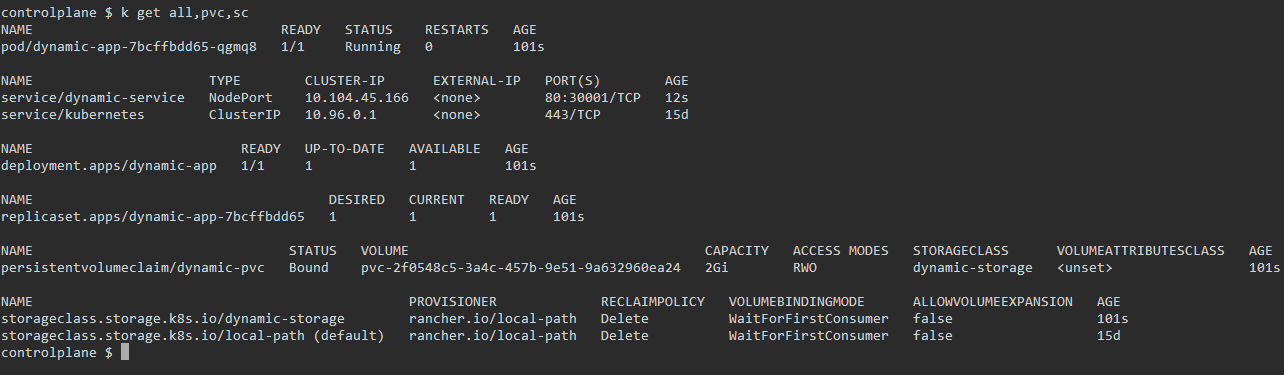 controlplane $ k get all,pvc,sc
NAME READY STATUS RESTARTS AGE
pod/dynamic-app-7bcffbdd65-qgmq8 1/1 Running 0 101s
NAME TYPE CLUSTER-IP EXTERNAL-IP PORT(S) AGE
service/dynamic-service NodePort 10.104.45.166 <none> 80:30001/TCP 12s
service/kubernetes ClusterIP 10.96.0.1 <none> 443/TCP 15d
NAME READY UP-TO-DATE AVAILABLE AGE
deployment.apps/dynamic-app 1/1 1 1 101s
NAME DESIRED CURRENT READY AGE
replicaset.apps/dynamic-app-7bcffbdd65 1 1 1 101s
NAME STATUS VOLUME CAPACITY ACCESS MODES STORAGECLASS VOLUMEATTRIBUTESCLASS AGE
persistentvolumeclaim/dynamic-pvc Bound pvc-2f0548c5-3a4c-457b-9e51-9a632960ea24 2Gi RWO dynamic-storage <unset> 101s
NAME PROVISIONER RECLAIMPOLICY VOLUMEBINDINGMODE ALLOWVOLUMEEXPANSION AGE
storageclass.storage.k8s.io/dynamic-storage rancher.io/local-path Delete WaitForFirstConsumer false 101s
storageclass.storage.k8s.io/local-path (default) rancher.io/local-path Delete WaitForFirstConsumer false 15d
controlplane $